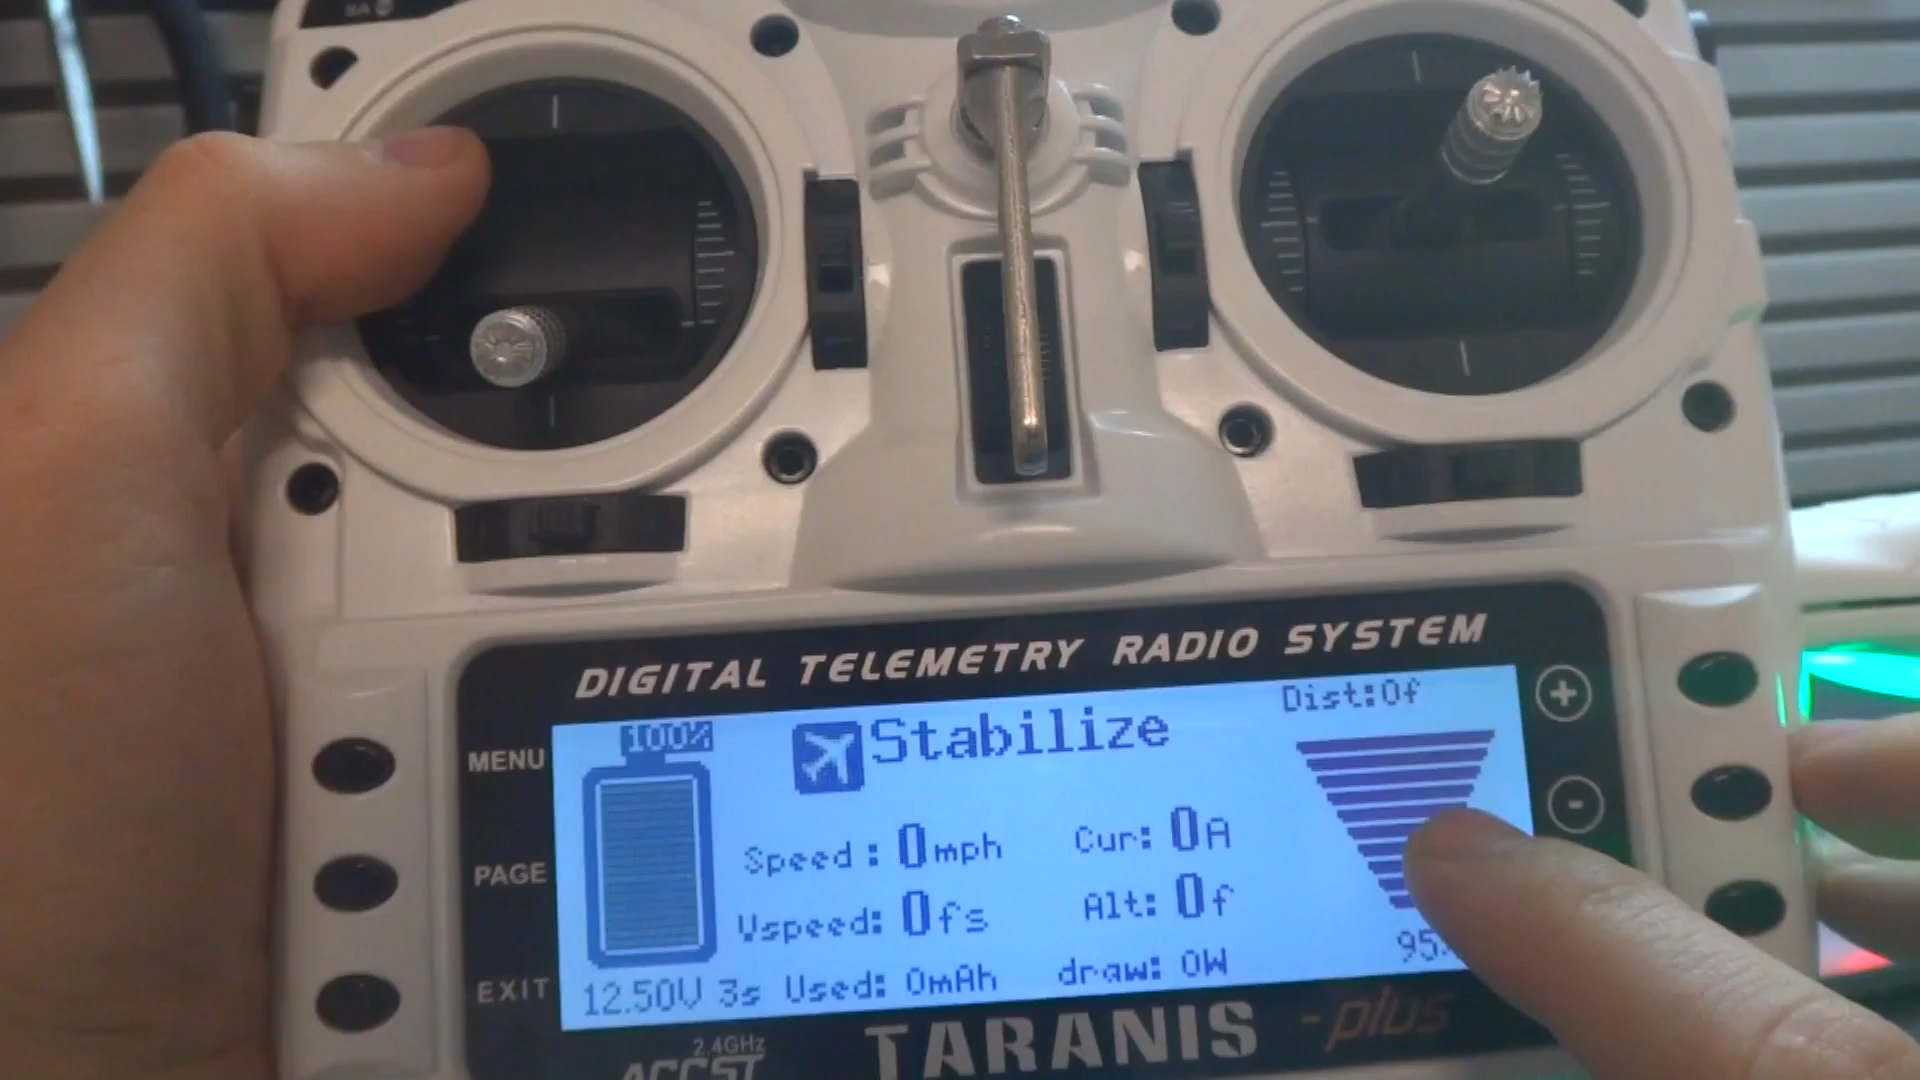 SA
DIGITAL TELEMETRY RADIO SYSTEM
+
MENU
PAGE
EXIT
100%
Stabilize
Dist:0f
Speed: 0mph
Cur: 0A
Vspeed: 0fs
Alt: 0f
12.50V 3s
Used: 0mAh
draw: 0W
95
-
2.4GHz
ACCST
TARANIS -plus